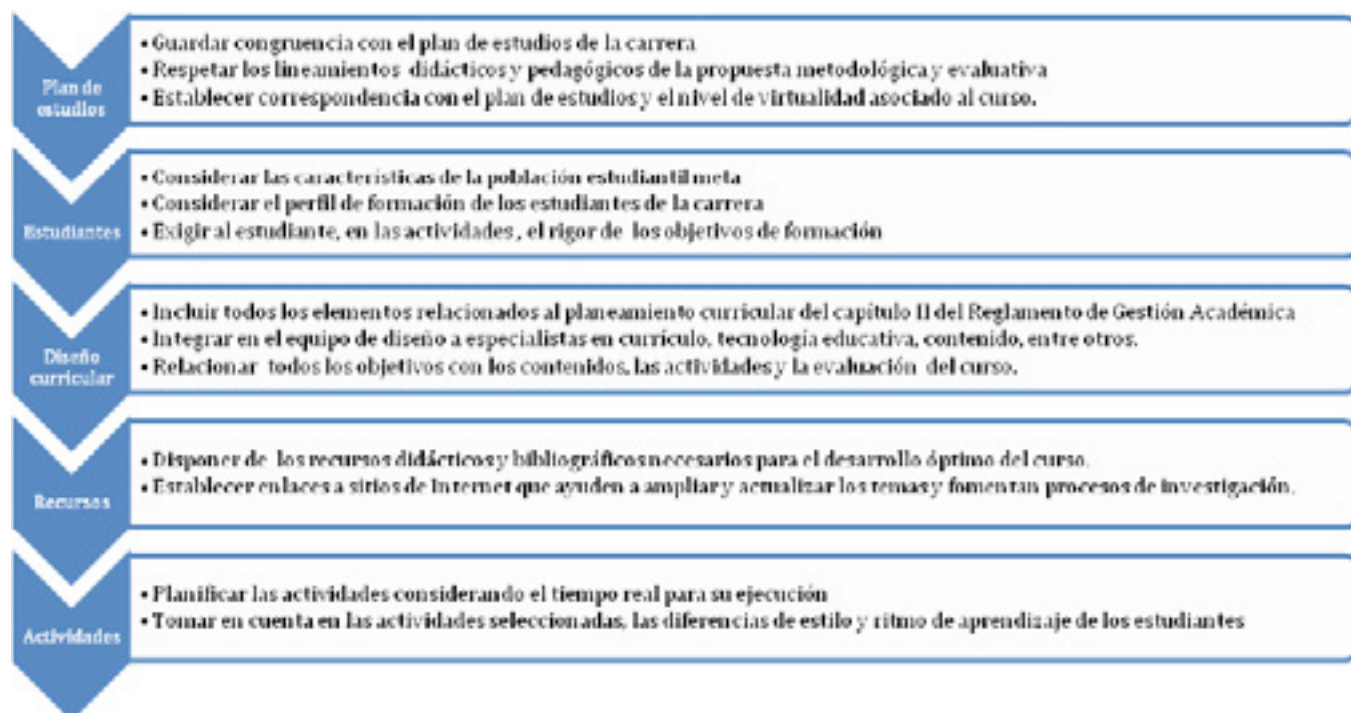 Plan de
estudios
• Guardar congruencia con el plan de estudios de la carrera
• Respetar los lineamientos didácticos y pedagógicos de la propuesta metodológica y evaluativa
• Establecer correspondencia con el plan de estudios y el nivel de virtualidad asociado al curso.
Estudiantes
• Considerar las características de la población estudiantil meta
• Considerar el perfil de formación de los estudiantes de la carrera
• Exigir al estudiante, en las actividades, el rigor de los objetivos de formación
Diseño
curricular
• Incluir todos los elementos relacionados al planeamiento curricular del capítulo II del Reglamento de Gestión Académica
• Integrar en el equipo de diseño a especialistas en currículo, tecnología educativa, contenido, entre otros.
• Relacionar todos los objetivos con los contenidos, las actividades y la evaluación del curso.
Recursos
• Disponer de los recursos didácticos y bibliográficos necesarios para el desarrollo óptimo del curso.
• Establecer enlaces a sitios de Internet que ayuden a ampliar y actualizar los temas y fomentan procesos de investigación.
Actividades
• Planificar las actividades considerando el tiempo real para su ejecución
• Tomar en cuenta en las actividades seleccionadas, las diferencias de estilo y ritmo de aprendizaje de los estudiantes